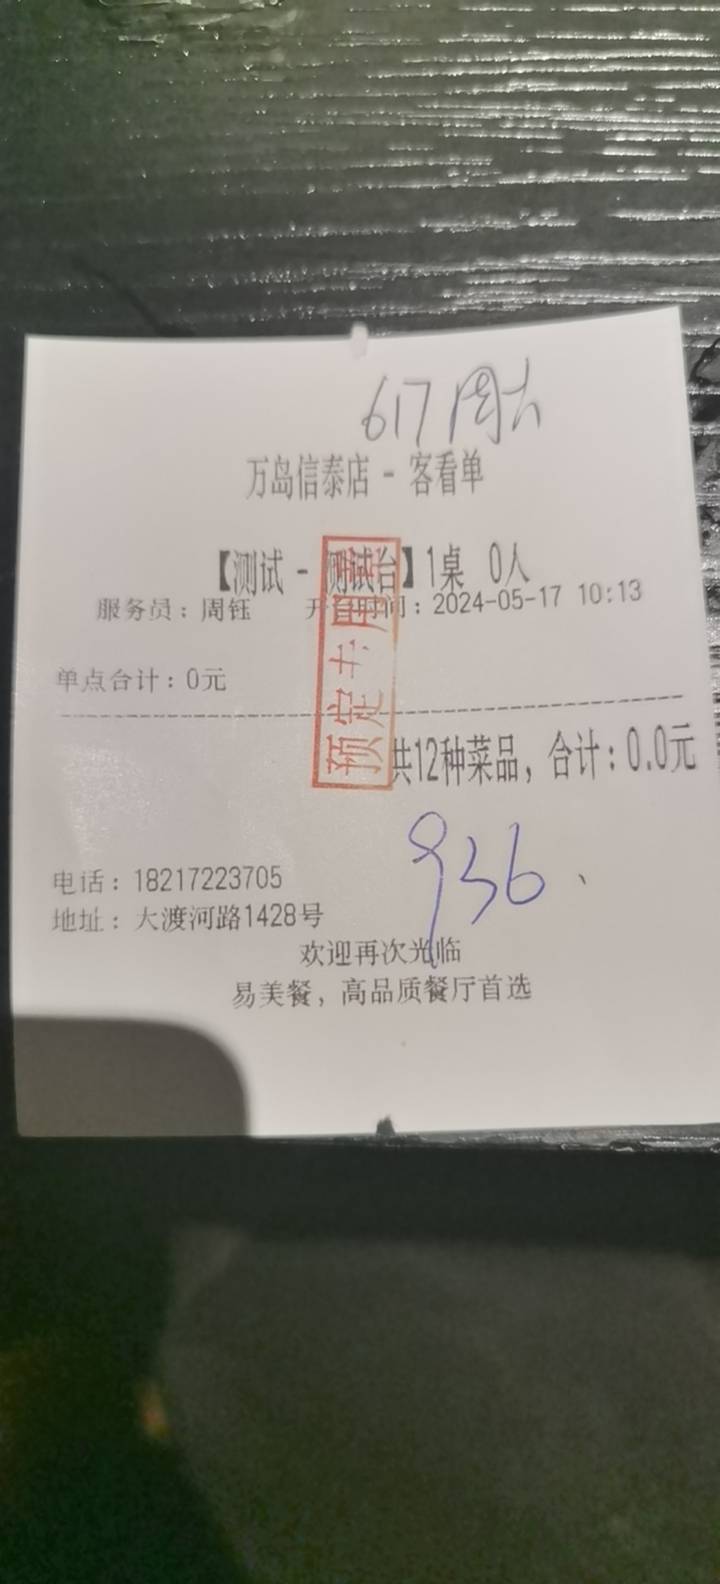 617 周六
万岛信泰店 - 客看单
【测试 - 测试台】1桌 0人
服务员：周钰 开台时间：2024-05-17 10:13
单点合计：0元
预定专用章
共12种菜品，合计：0.0元
936
电话：18217223705
地址：大渡河路1428号
欢迎再次光临
易美餐，高品质餐厅首选